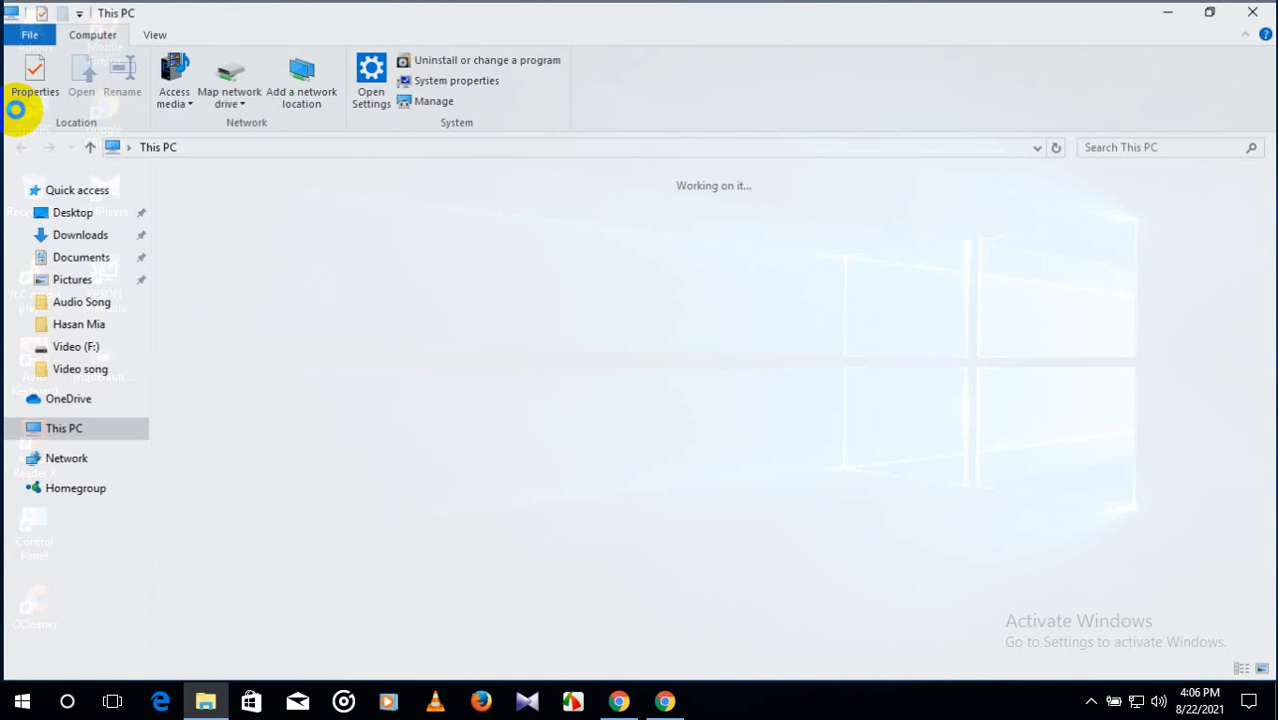 This PC
File Computer View
Properties Open Rename
Access media Map network drive Add a network location
Open Settings
Uninstall or change a program
System properties
Manage
Location Network System
This PC
Search This PC
Working on it...
Quick access
Desktop
Downloads
Documents
Pictures
Audio Song
Hasan Mia
Video (F:)
Video song
OneDrive
This PC
Network
Homegroup
Control
Panel
CCleaner
Activate Windows
Go to Settings to activate Windows.
4:06 PM
8/22/2021